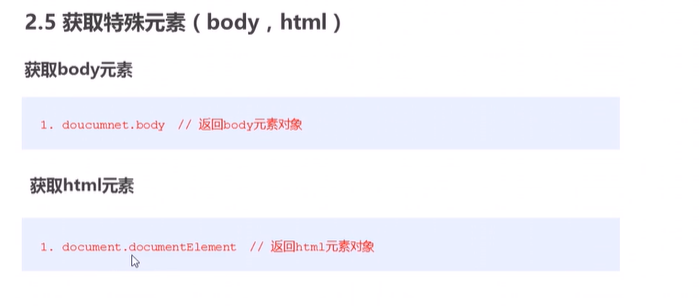 2.5 获取特殊元素（body，html）
获取body元素
1. doucumnet.body // 返回body元素对象
获取html元素
1. document.documentElement // 返回html元素对象